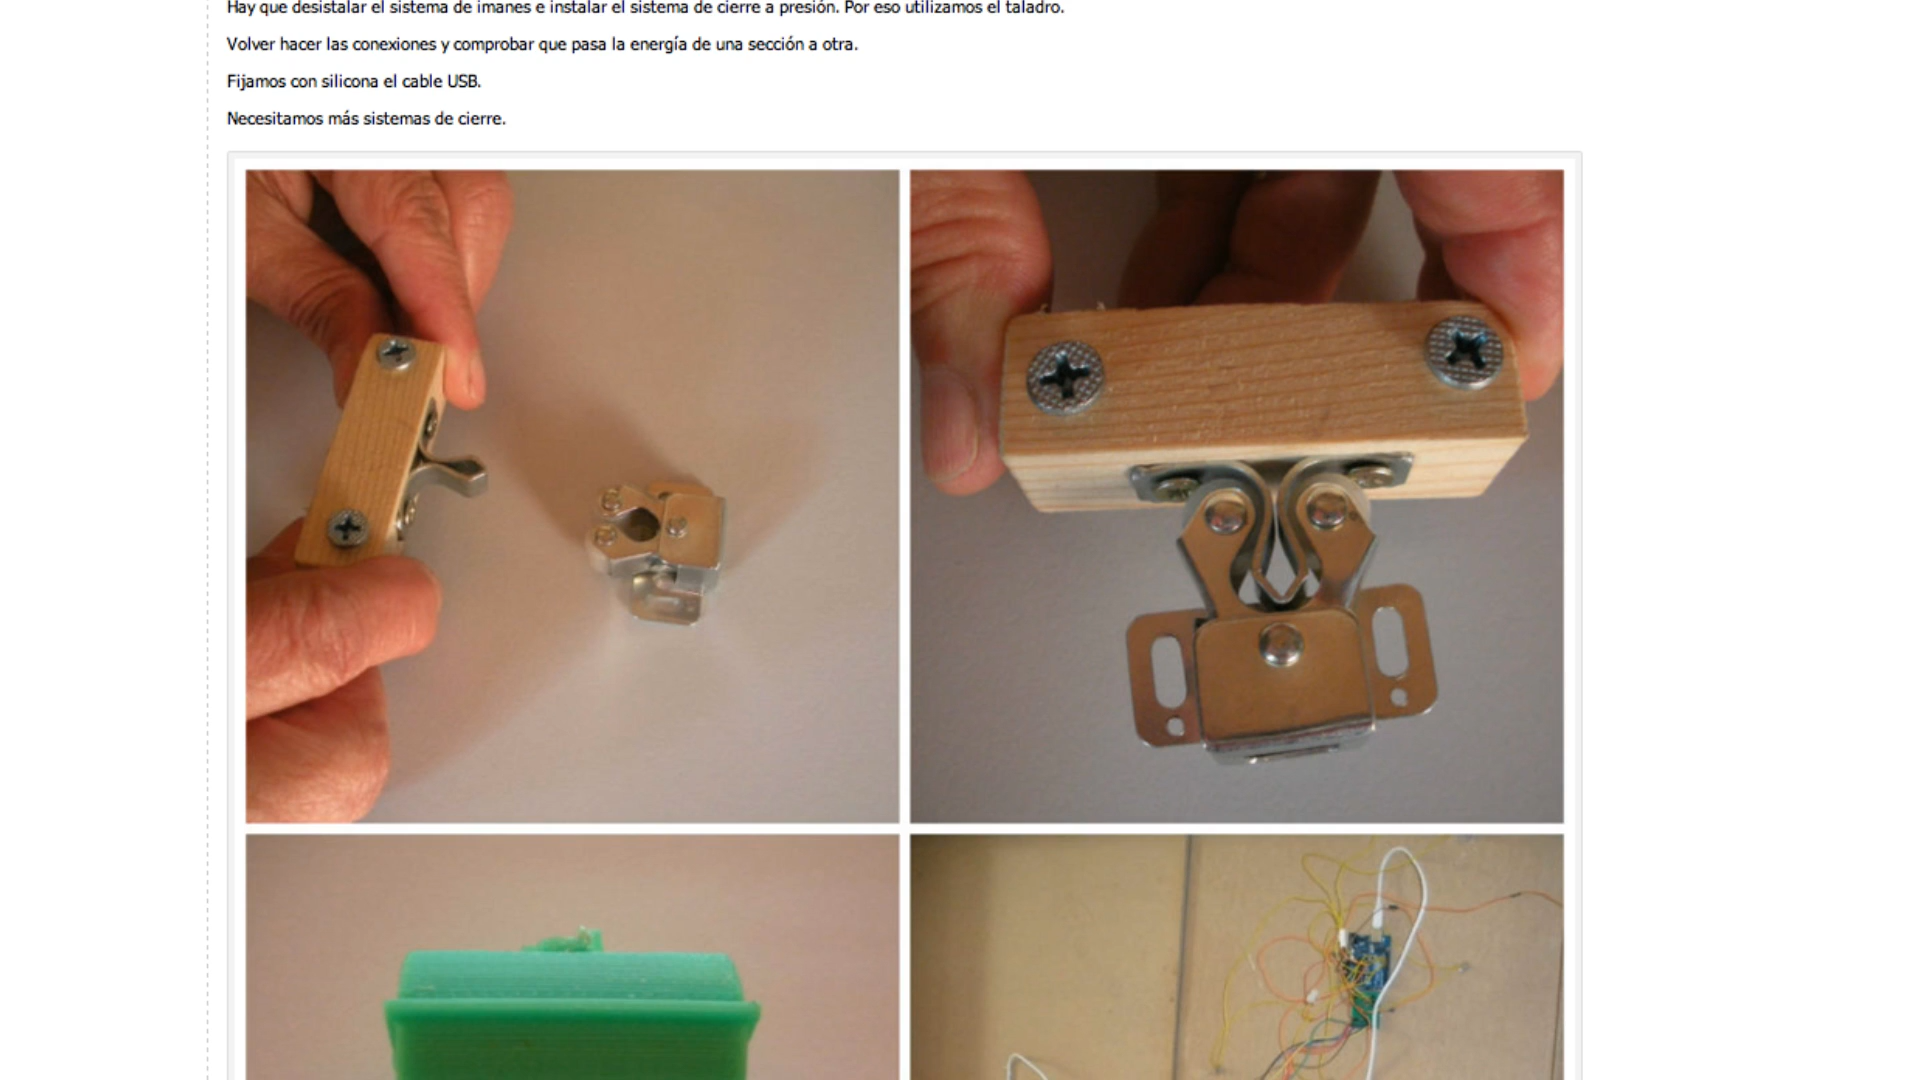 Hay que desistalar el sistema de imanes e instalar el sistema de cierre a presión. Por eso utilizamos el taladro.
Volver hacer las conexiones y comprobar que pasa la energía de una sección a otra.
Fijamos con silicona el cable USB.
Necesitamos más sistemas de cierre.